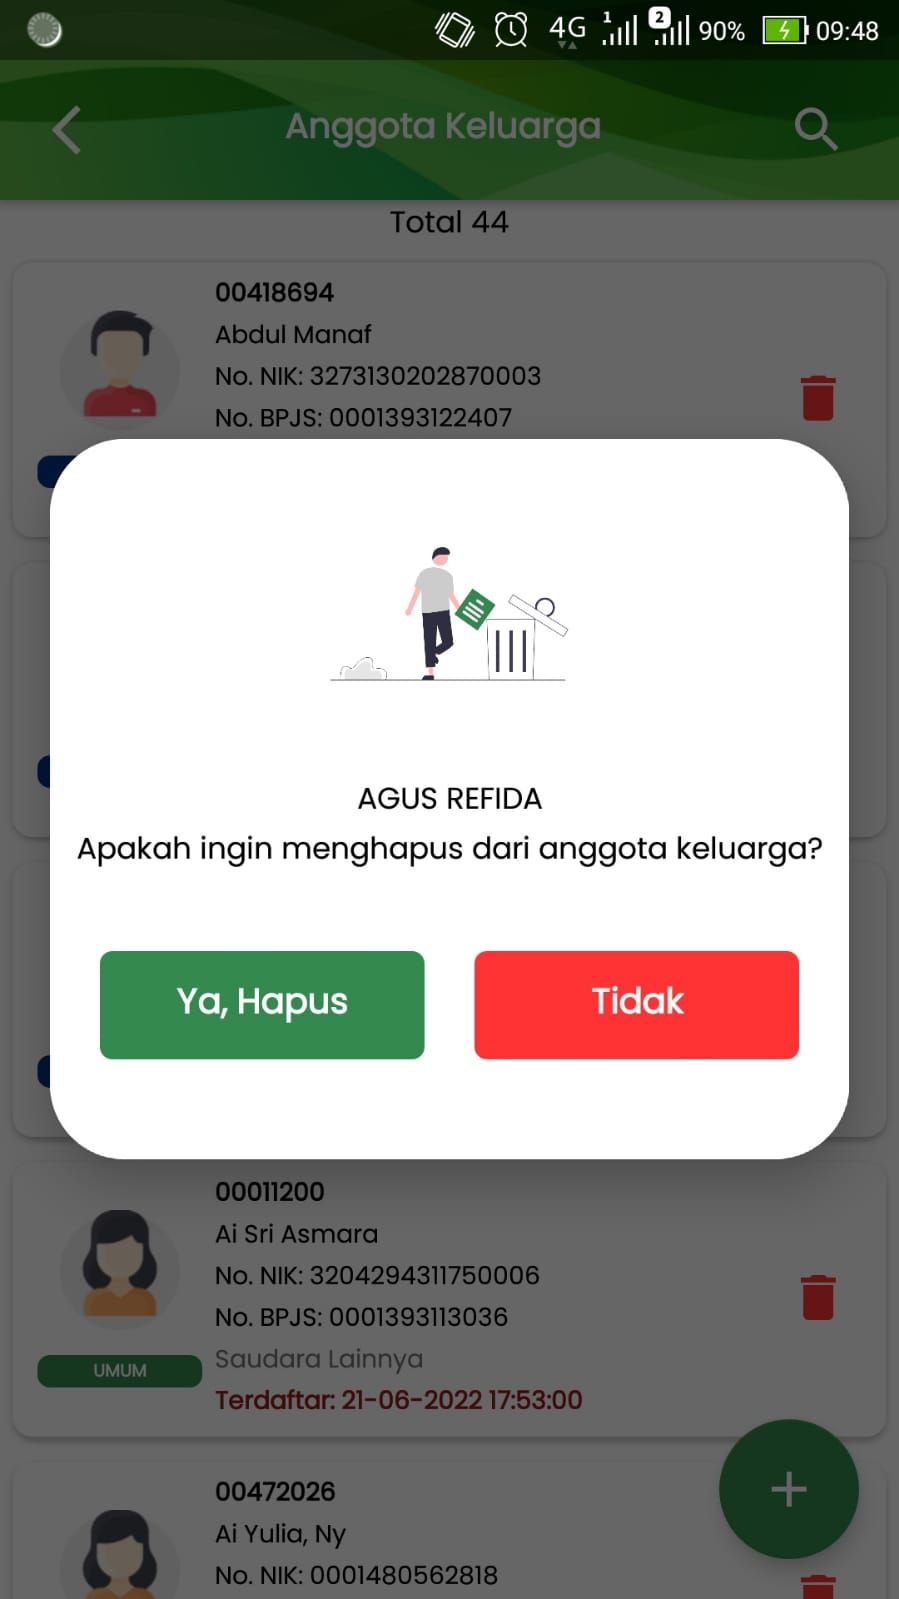 4G 1 2 90% 09:48
Anggota Keluarga
Total 44
00418694
Abdul Manaf
No. NIK: 3273130202870003
No. BPJS: 0001393122407
AGUS REFIDA
Apakah ingin menghapus dari anggota keluarga?
Ya, Hapus
Tidak
00011200
Ai Sri Asmara
No. NIK: 3204294311750006
No. BPJS: 0001393113036
UMUM
Saudara Lainnya
Terdaftar: 21-06-2022 17:53:00
00472026
Ai Yulia, Ny
No. NIK: 0001480562818